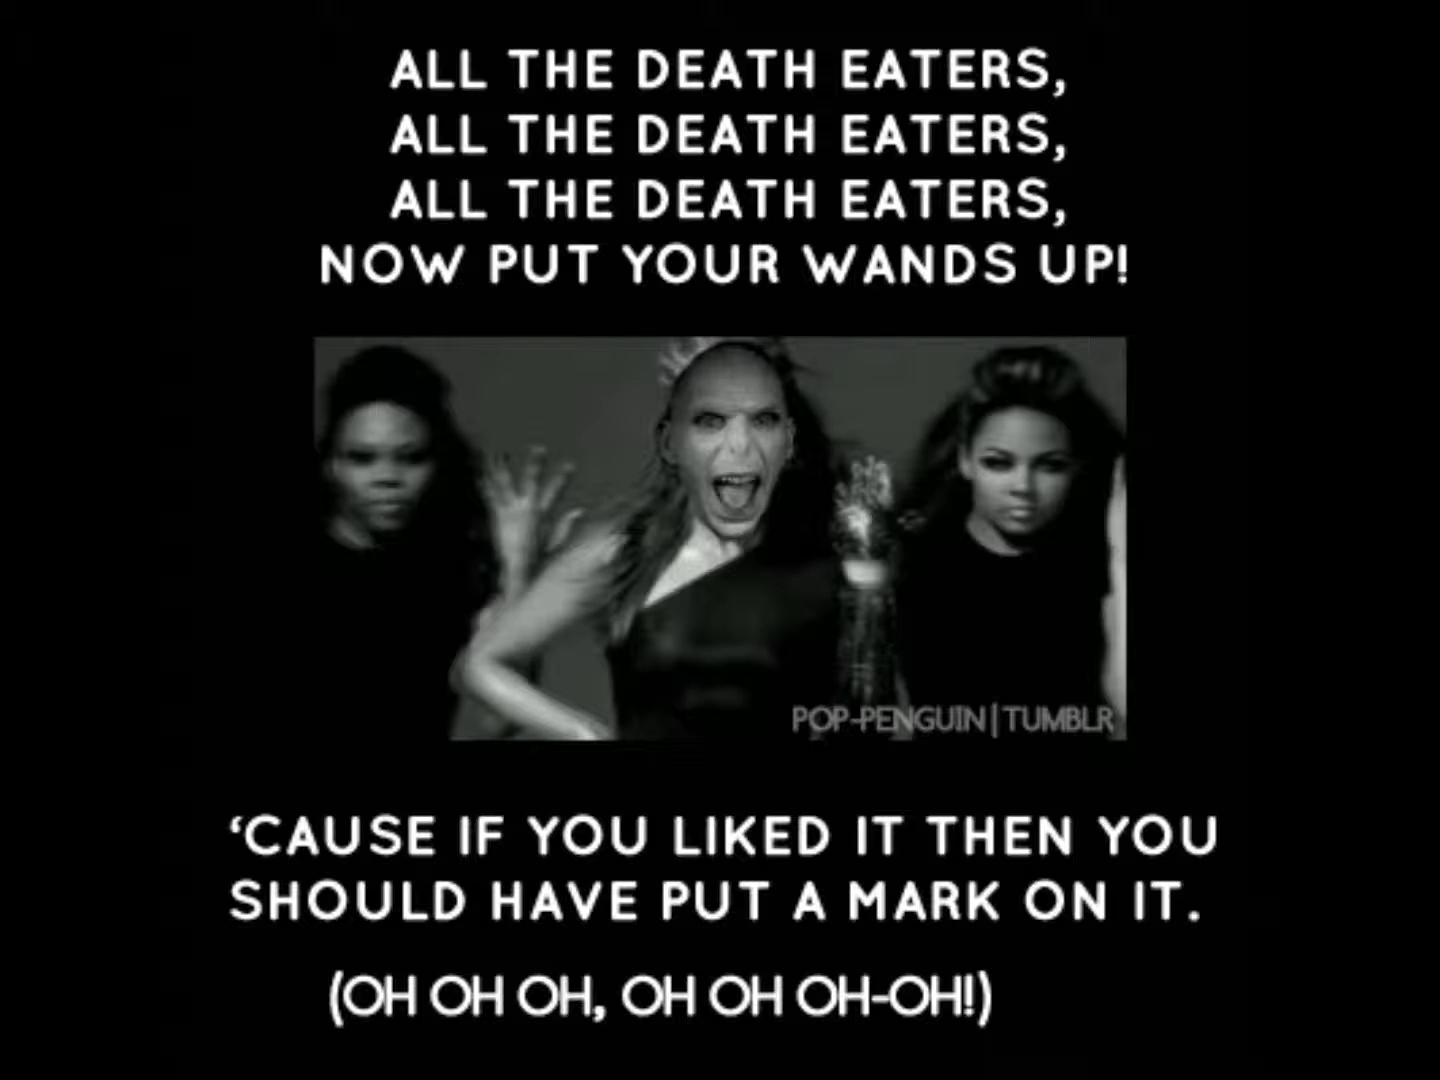 ALL THE DEATH EATERS,
ALL THE DEATH EATERS,
ALL THE DEATH EATERS,
NOW PUT YOUR WANDS UP!
POP-PENGUIN|TUMBLR
‘CAUSE IF YOU LIKED IT THEN YOU
SHOULD HAVE PUT A MARK ON IT.
(OH OH OH, OH OH OH-OH!)